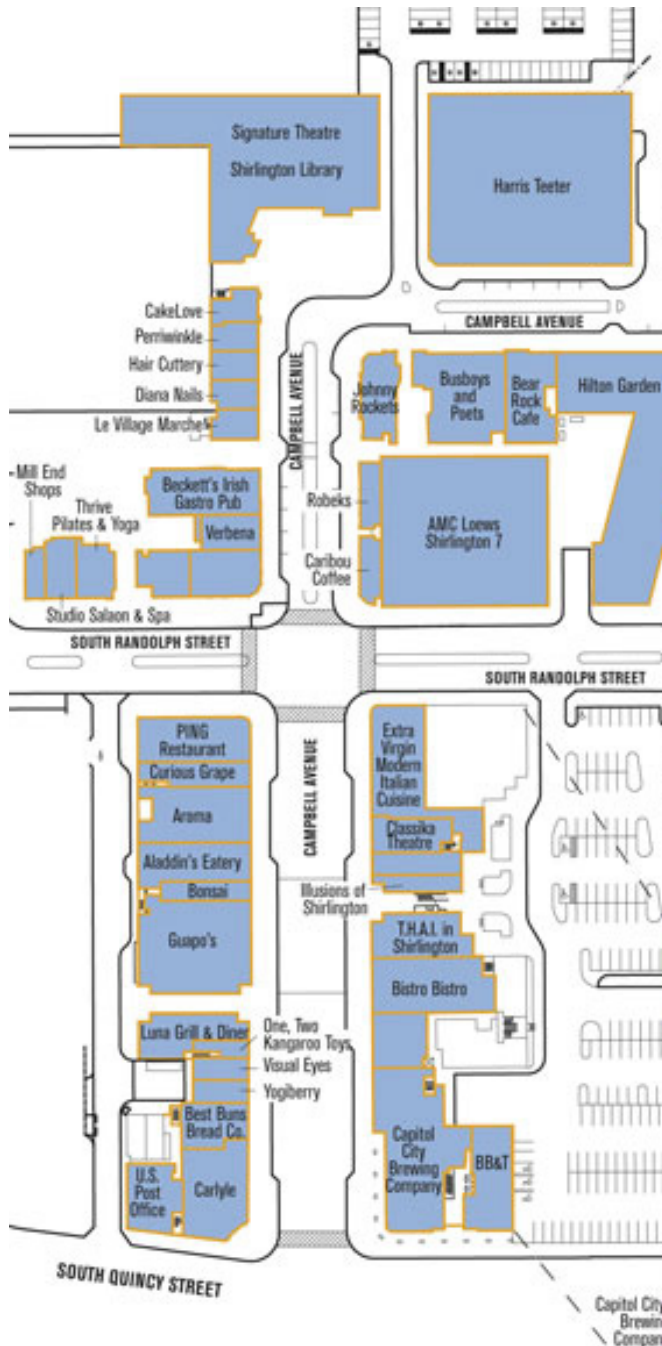 Signature Theatre
Shirlington Library
Harris Teeter
CAMPBELL AVENUE
CakeLove
Perriwinkle
Hair Cuttery
Diana Nails
Le Village Marche
CAMPBELL AVENUE
Johnny
Rockets
Busboys
and
Poets
Bear
Rock
Cafe
Hilton Garden
Mill End
Shops
Thrive
Pilates & Yoga
Beckett's Irish
Gastro Pub
Verbena
Studio Salaon & Spa
Robeks
Caribou
Coffee
AMC Loews
Shirlington 7
SOUTH RANDOLPH STREET
SOUTH RANDOLPH STREET
PING
Restaurant
Curious Grape
Aroma
Aladdin's Eatery
Bonsai
Guapo's
CAMPBELL AVENUE
Extra
Virgin
Modern
Italian
Cuisine
Classika
Theatre
Illusions of
Shirlington
T.H.A.I. in
Shirlington
Bistro Bistro
Luna Grill & Diner
One, Two
Kangaroo Toys
Visual Eyes
Yogiberry
Best Buns
Bread Co.
U.S.
Post
Office
Carlyle
Capitol
City
Brewing
Company
BB&T
SOUTH QUINCY STREET
Capitol City
Brewin
Compan